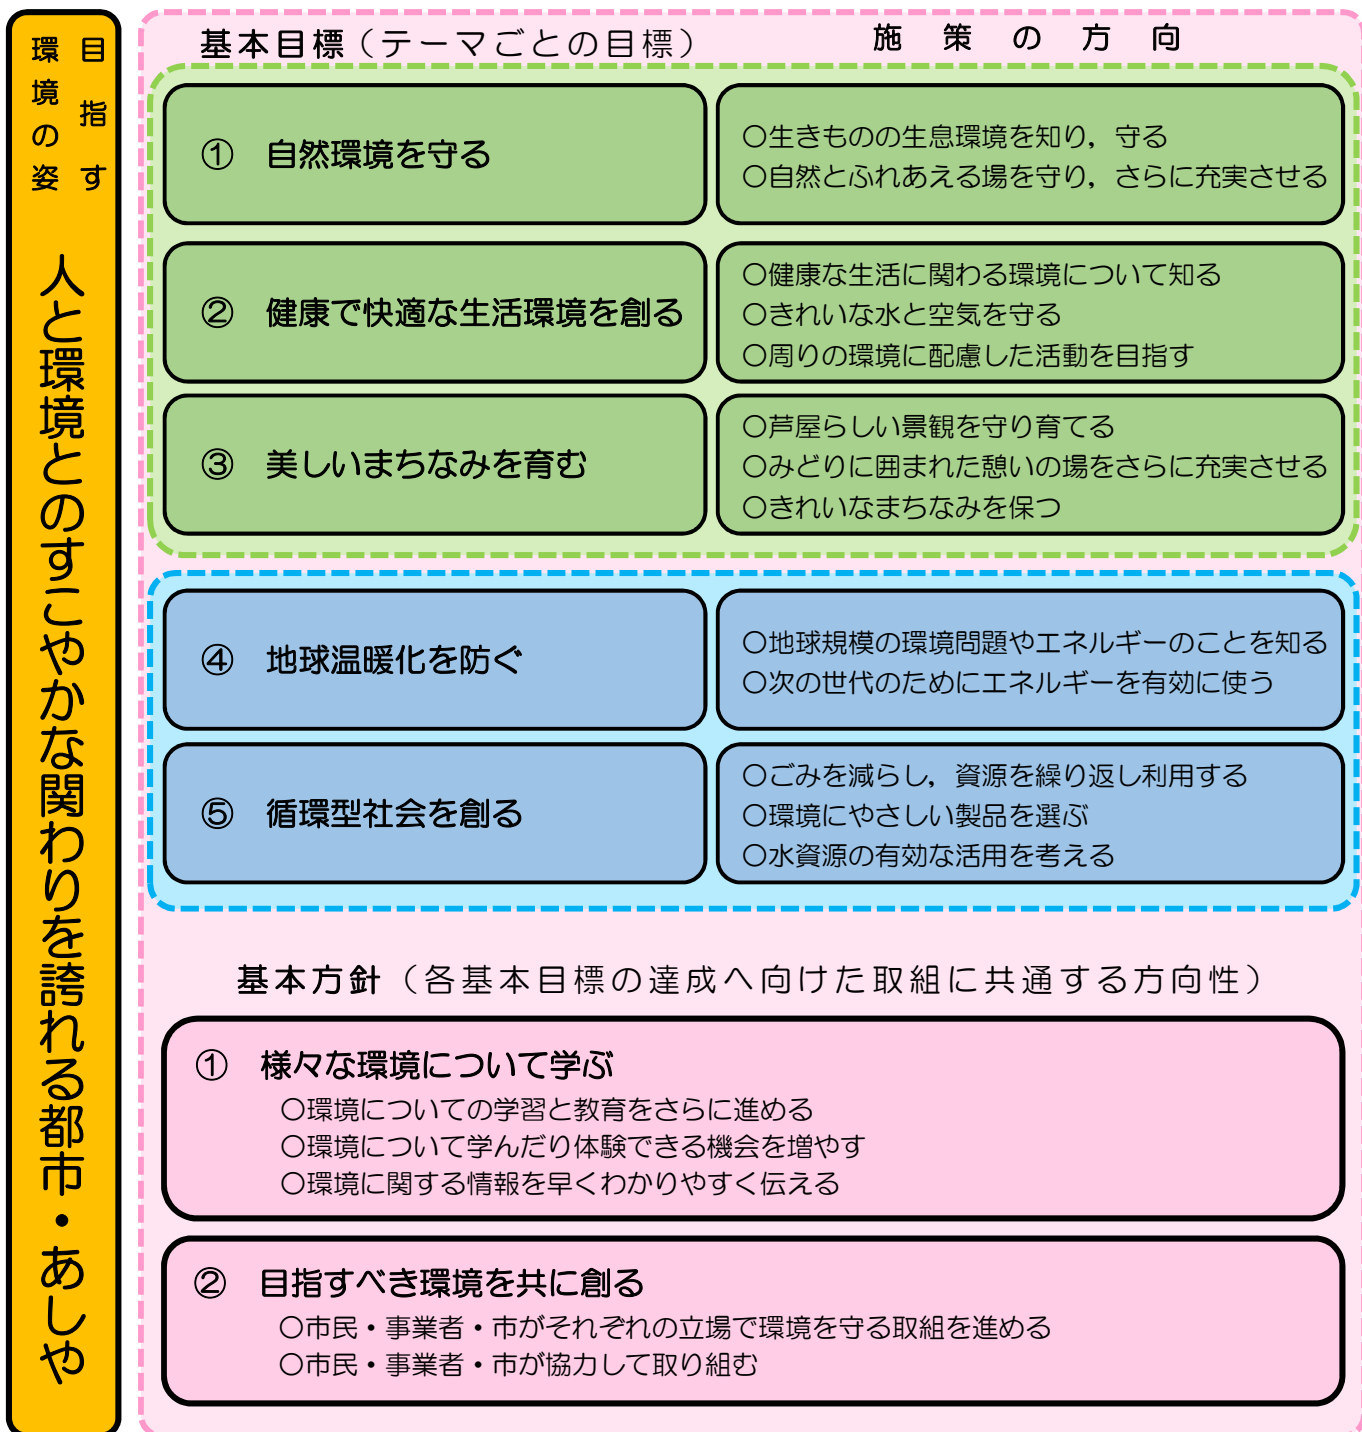 目指す
環境の姿
人と環境とのすこやかな関わりを誇れる都市・あしや
基本目標（テーマごとの目標）
施策の方向
① 自然環境を守る
〇生きものの生息環境を知り，守る
〇自然とふれあえる場を守り，さらに充実させる
② 健康で快適な生活環境を創る
〇健康な生活に関わる環境について知る
〇きれいな水と空気を守る
〇周りの環境に配慮した活動を目指す
③ 美しいまちなみを育む
〇芦屋らしい景観を守り育てる
〇みどりに囲まれた憩いの場をさらに充実させる
〇きれいなまちなみを保つ
④ 地球温暖化を防ぐ
〇地球規模の環境問題やエネルギーのことを知る
〇次の世代のためにエネルギーを有効に使う
⑤ 循環型社会を創る
〇ごみを減らし，資源を繰り返し利用する
〇環境にやさしい製品を選ぶ
〇水資源の有効な活用を考える
基本方針（各基本目標の達成へ向けた取組に共通する方向性）
① 様々な環境について学ぶ
〇環境についての学習と教育をさらに進める
〇環境について学んだり体験できる機会を増やす
〇環境に関する情報を早くわかりやすく伝える
② 目指すべき環境を共に創る
〇市民・事業者・市がそれぞれの立場で環境を守る取組を進める
〇市民・事業者・市が協力して取り組む